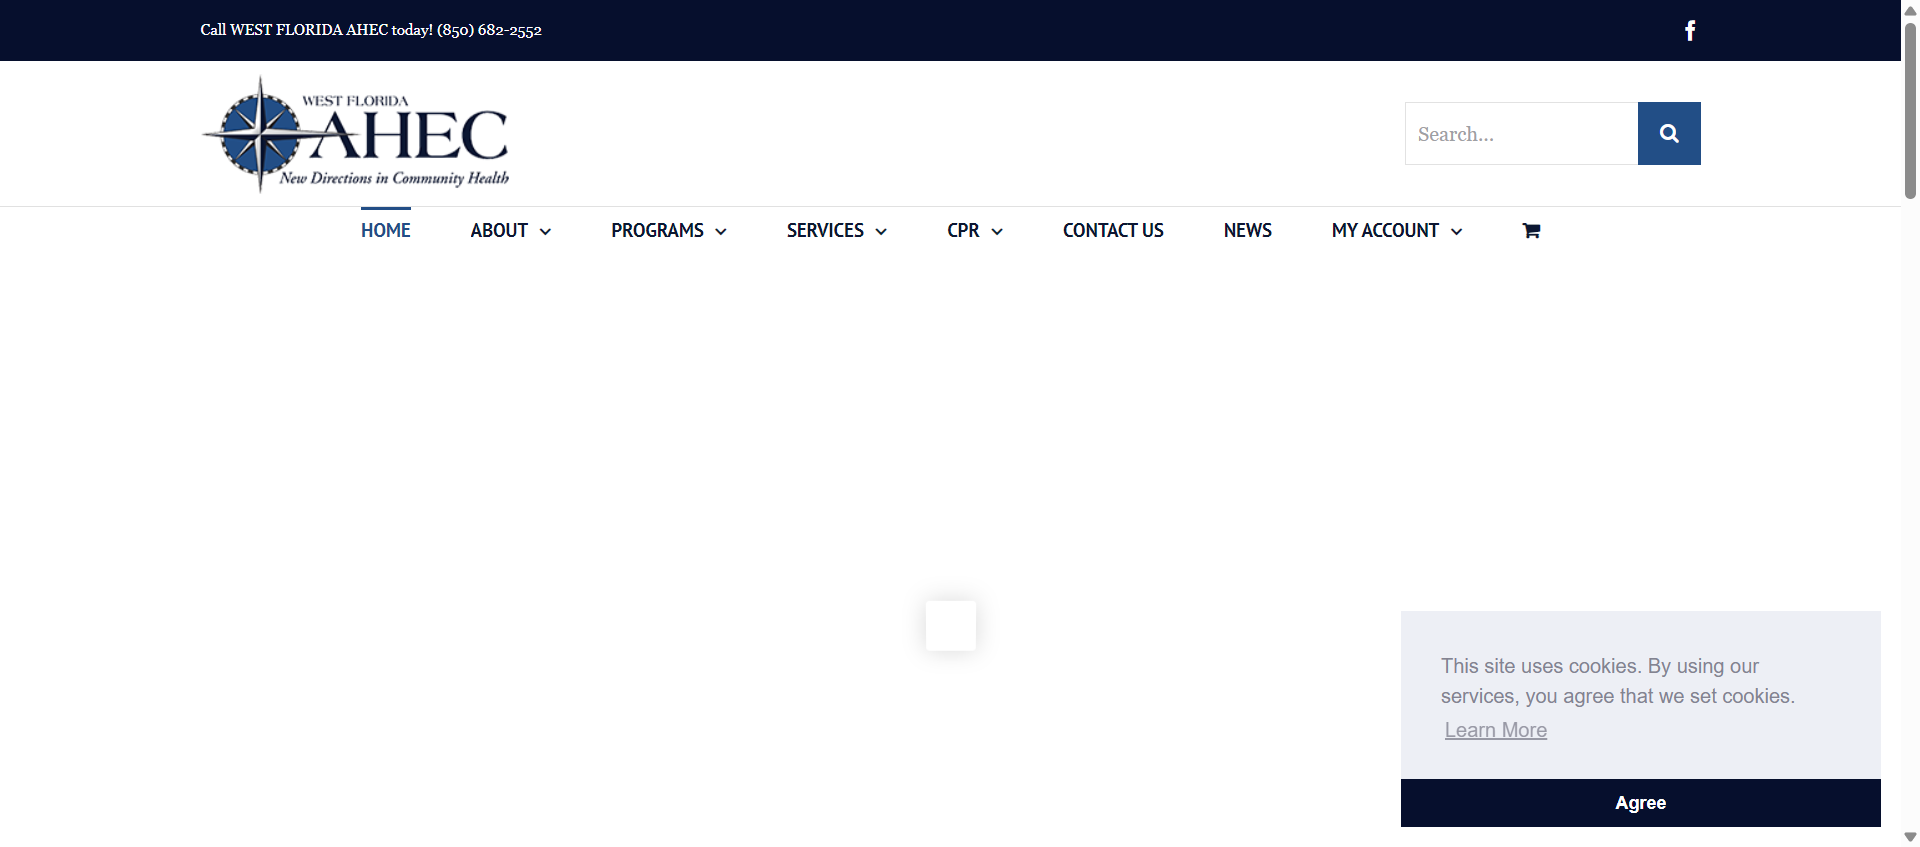 Call WEST FLORIDA AHEC today! (850) 682-2552
WEST FLORIDA
AHEC
New Directions in Community Health
Search...
HOME ABOUT PROGRAMS SERVICES CPR CONTACT US NEWS MY ACCOUNT
This site uses cookies. By using our
services, you agree that we set cookies.
Learn More
Agree